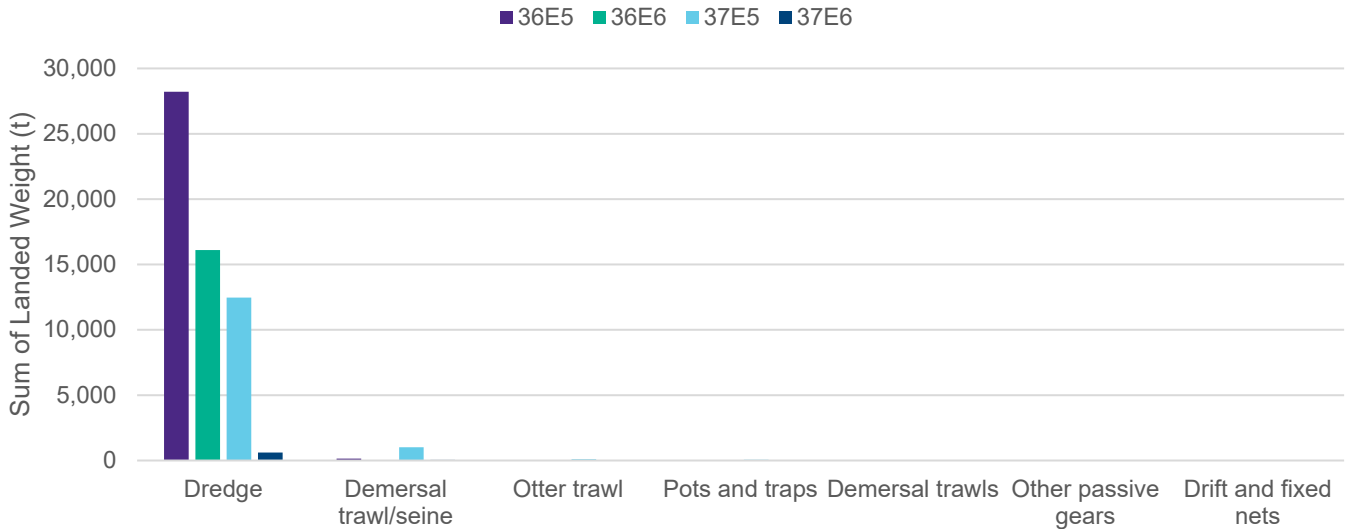 36E5 36E6 37E5 37E6
Sum of Landed Weight (t)
30,000
25,000
20,000
15,000
10,000
5,000
0
Dredge
Demersal
trawl/seine
Otter trawl
Pots and traps
Demersal trawls
Other passive
gears
Drift and fixed
nets